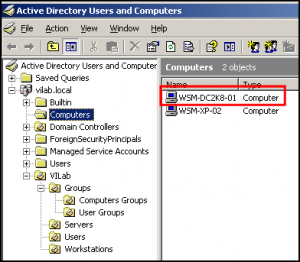 Active Directory Users and Computers
File Action View Window Help
Active Directory Users and Computer
Saved Queries
vilab.local
Builtin
Computers
Domain Controllers
ForeignSecurityPrincipals
Managed Service Accounts
Users
VILab
Groups
Computers Groups
User Groups
Servers
Users
Workstations
Computers 2 objects
Name Type
WSM-DC2K8-01 Computer
WSM-XP-02 Computer